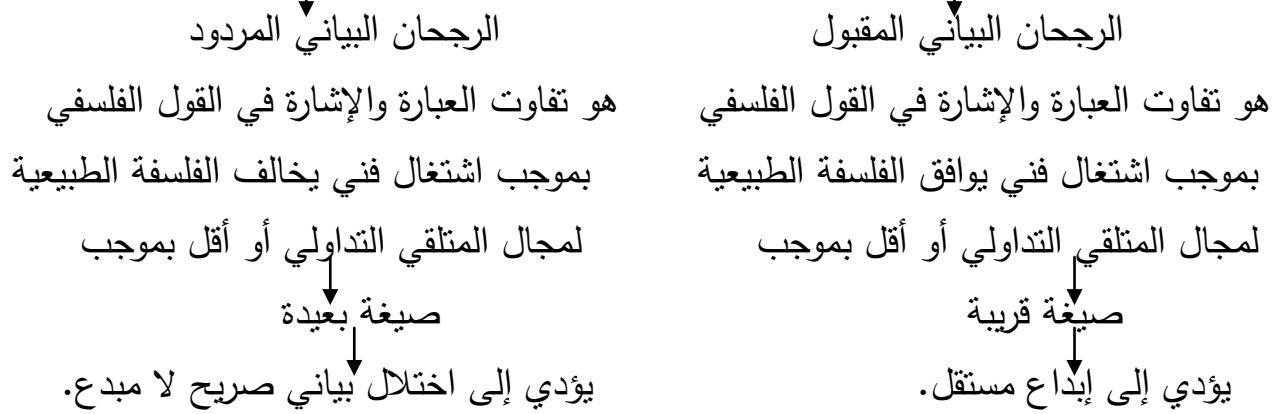 الرجحان البياني المقبول
هو تفاوت العبارة والإشارة في القول الفلسفي
بموجب اشتغال فني يوافق الفلسفة الطبيعية
لمجال المتلقي التداولي أو أقل بموجب
صيغة قريبة
يؤدي إلى إبداع مستقل.
الرجحان البياني المردود
هو تفاوت العبارة والإشارة في القول الفلسفي
بموجب اشتغال فني يخالف الفلسفة الطبيعية
لمجال المتلقي التداولي أو أقل بموجب
صيغة بعيدة
يؤدي إلى اختلال بياني صريح لا مبدع.